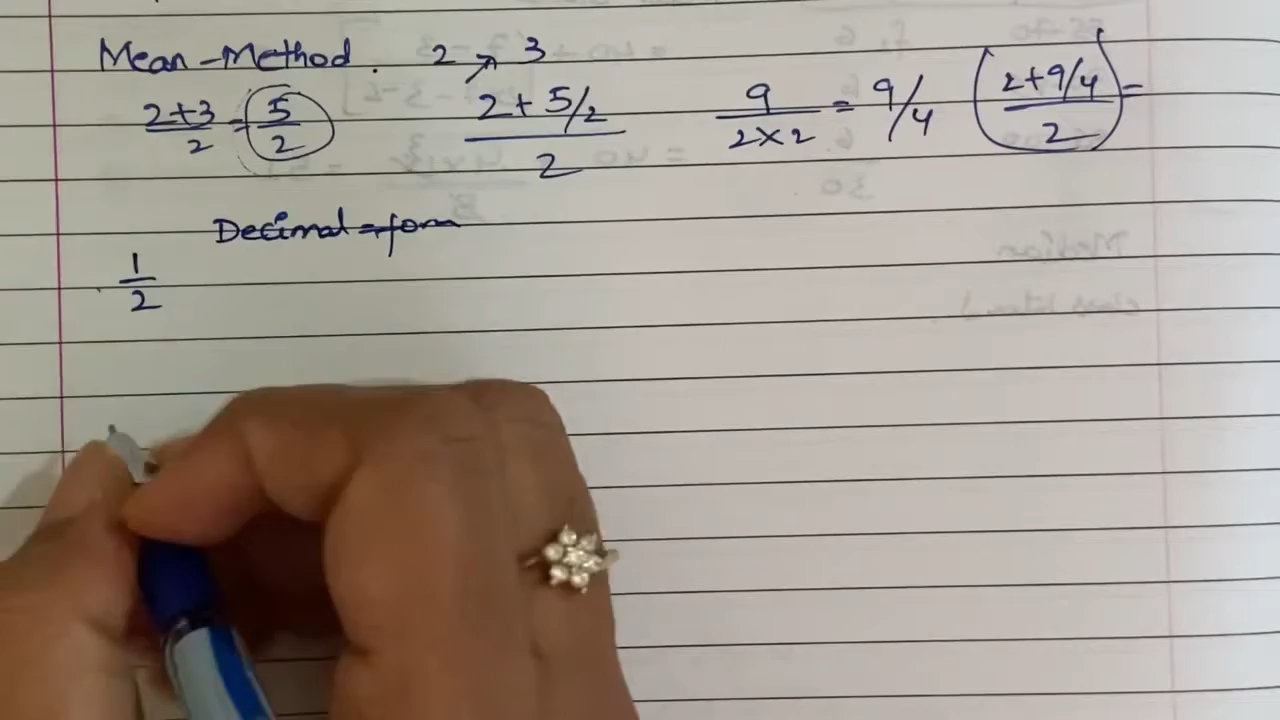 Mean-Method. 2 → 3
2+3/2 = 5/2   2+5/2/2   9/2×2 = 9/4   (2+9/4/2) =
Decimal = form
1/2
Median